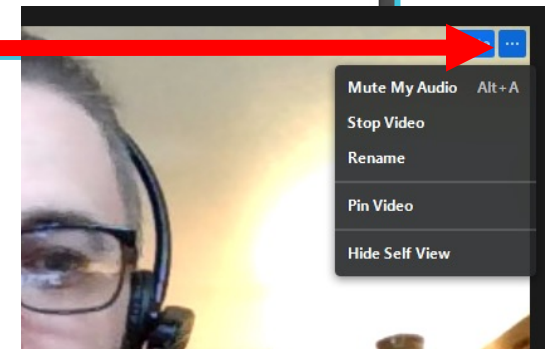 ...
Mute My Audio Alt+A
Stop Video
Rename
Pin Video
Hide Self View